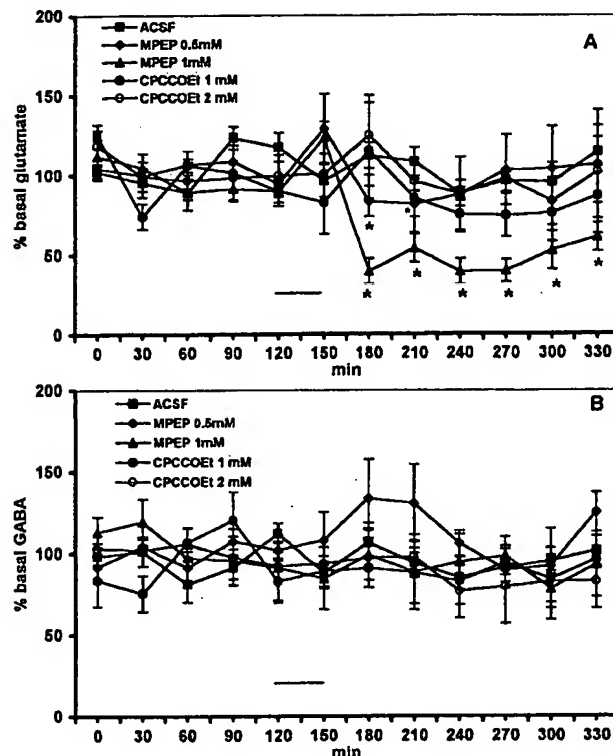 200
A
ACSF
MPEP 0.5mM
MPEP 1mM
CPCCOEt 1 mM
CPCCOEt 2 mM
150
% basal glutamate
100
50
0
* * * * * * * *
0 30 60 90 120 150 180 210 240 270 300 330
min
200
B
ACSF
MPEP 0.5mM
MPEP 1mM
CPCCOEt 1 mM
CPCCOEt 2 mM
150
% basal GABA
100
50
0
0 30 60 90 120 150 180 210 240 270 300 330
min